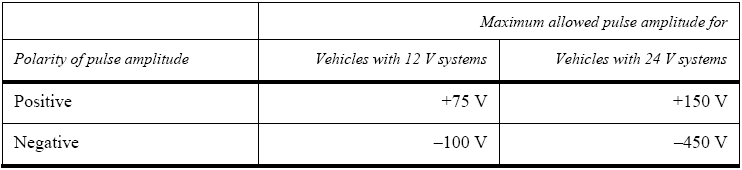 Maximum allowed pulse amplitude for
Polarity of pulse amplitude Vehicles with 12 V systems Vehicles with 24 V systems
Positive +75 V +150 V
Negative –100 V –450 V